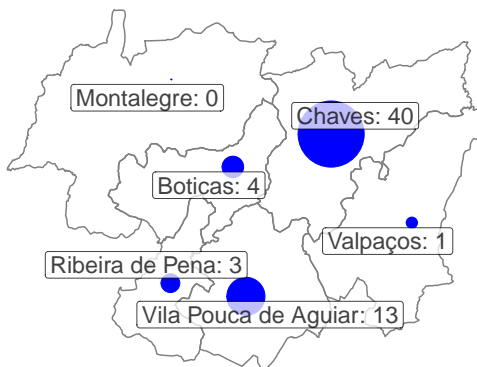 Montalegre: 0
Chaves: 40
Boticas: 4
Valpaços: 1
Ribeira de Pena: 3
Vila Pouca de Aguiar: 13